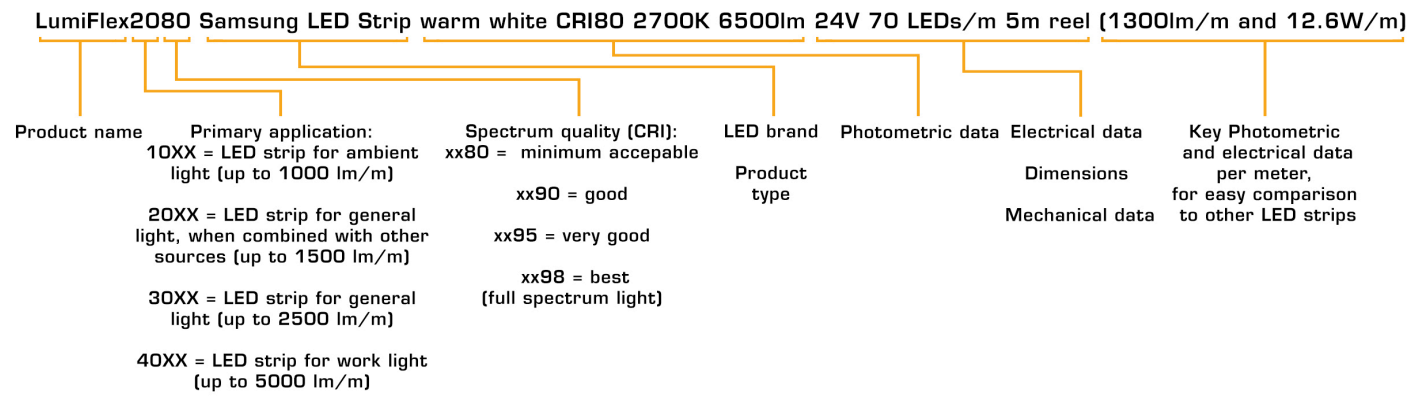 LumiFlex2080 Samsung LED Strip warm white CRI80 2700K 6500lm 24V 70 LEDs/m 5m reel (1300lm/m and 12.6W/m)
Product name
Primary application:
10XX = LED strip for ambient
light (up to 1000 lm/m)
20XX = LED strip for general
light, when combined with other
sources (up to 1500 lm/m)
30XX = LED strip for general
light (up to 2500 lm/m)
40XX = LED strip for work light
(up to 5000 lm/m)
Spectrum quality (CRI):
xx80 = minimum accepable
xx90 = good
xx95 = very good
xx98 = best
(full spectrum light)
LED brand
Product
type
Photometric data
Electrical data
Dimensions
Mechanical data
Key Photometric
and electrical data
per meter,
for easy comparison
to other LED strips